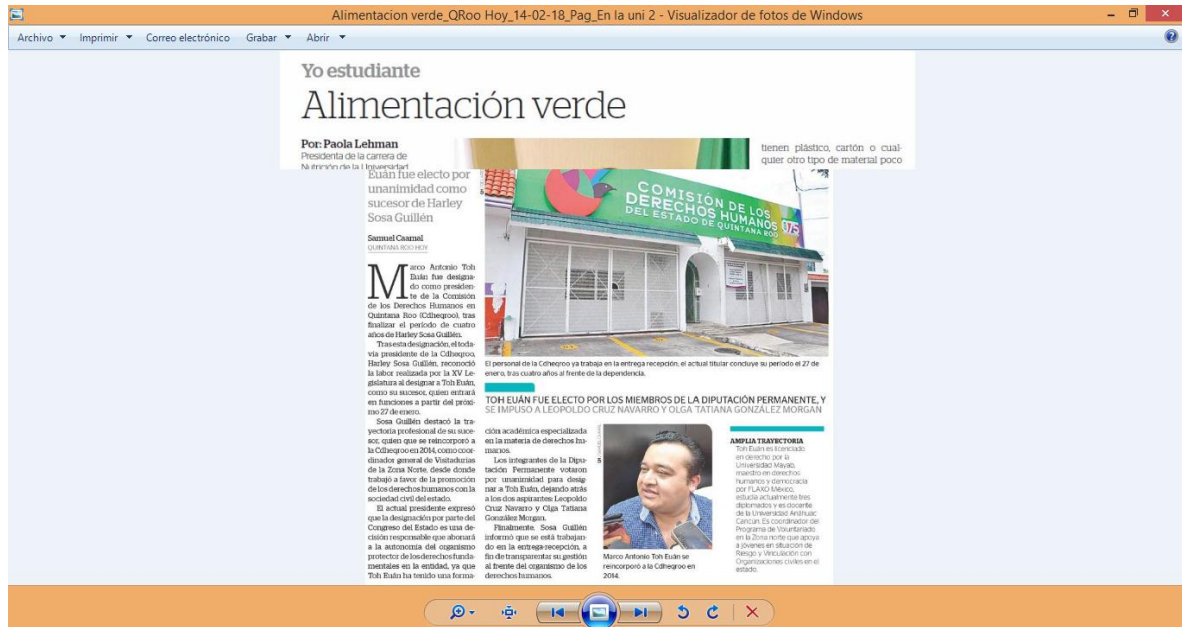 Alimentacion verde_QRoo Hoy_14-02-18_Pag_En la uni 2 - Visualizador de fotos de Windows
Archivo Imprimir Correo electrónico Grabar Abrir
Yo estudiante
Alimentación verde
Por: Paola Lehman
Presidenta de la carrera de
Nutrición de la Universidad
tienen plástico, cartón o cual-
quier otro tipo de material poco
Euán fue electo por
unanimidad como
sucesor de Harley
Sosa Guillén
Samuel Caamal
QUINTANA ROO HOY
Marco Antonio Toh
Euán fue designa-
do como presiden-
te de la Comisión
de los Derechos Humanos en
Quintana Roo (Cdheqroo), tras
finalizar el periodo de cuatro
años de Harley Sosa Guillén.
Tras esta designación, el toda-
vía presidente de la Cdheqroo,
Harley Sosa Guillén, reconoció
la labor realizada por la XV Le-
gislatura al designar a Toh Euán,
como su sucesor, quien entrará
en funciones a partir del próxi-
mo 27 de enero.
Sosa Guillén destacó la tra-
yectoria profesional de su suce-
sor, quien que se reincorporó a
la Cdheqroo en 2014, como coor-
dinador general de Visitadurías
de la Zona Norte, desde donde
trabajó a favor de la promoción
de los derechos humanos con la
sociedad civil del estado.
El actual presidente expresó
que la designación por parte del
Congreso del Estado es una de-
cisión responsable que abonará
a la autonomía del organismo
protector de los derechos funda-
mentales en la entidad, ya que
Toh Euán ha tenido una forma-
COMISIÓN DE LOS
DERECHOS HUMANOS
DEL ESTADO DE QUINTANA ROO
075
El personal de la Cdheqroo ya trabaja en la entrega recepción, el actual titular concluye su periodo el 27 de
enero, tras cuatro años al frente de la dependencia.
TOH EUÁN FUE ELECTO POR LOS MIEMBROS DE LA DIPUTACIÓN PERMANENTE, Y
SE IMPUSO A LEOPOLDO CRUZ NAVARRO Y OLGA TATIANA GONZÁLEZ MORGAN
ción académica especializada
en la materia de derechos hu-
manos.
Los integrantes de la Dipu-
tación Permanente votaron
por unanimidad para desig-
nar a Toh Euán, dejando atrás
a los dos aspirantes Leopoldo
Cruz Navarro y Olga Tatiana
González Morgan.
Finalmente, Sosa Guillén
informó que se está trabajan-
do en la entrega-recepción, a
fin de transparentar su gestión
al frente del organismo de los
derechos humanos.
Marco Antonio Toh Euán se
reincorporó a la Cdheqroo en
2014.
AMPLIA TRAYECTORIA
Toh Euán es licenciado
en derecho por la
Universidad Mayab,
maestro en derechos
humanos y democracia
por FLAXO México,
estudia actualmente tres
diplomados y es docente
de la Universidad Anáhuac
Cancún. Es coordinador del
Programa de Voluntariado
en la Zona norte que apoya
a jóvenes en situación de
Riesgo y Vinculación con
Organizaciones civiles en el
estado.